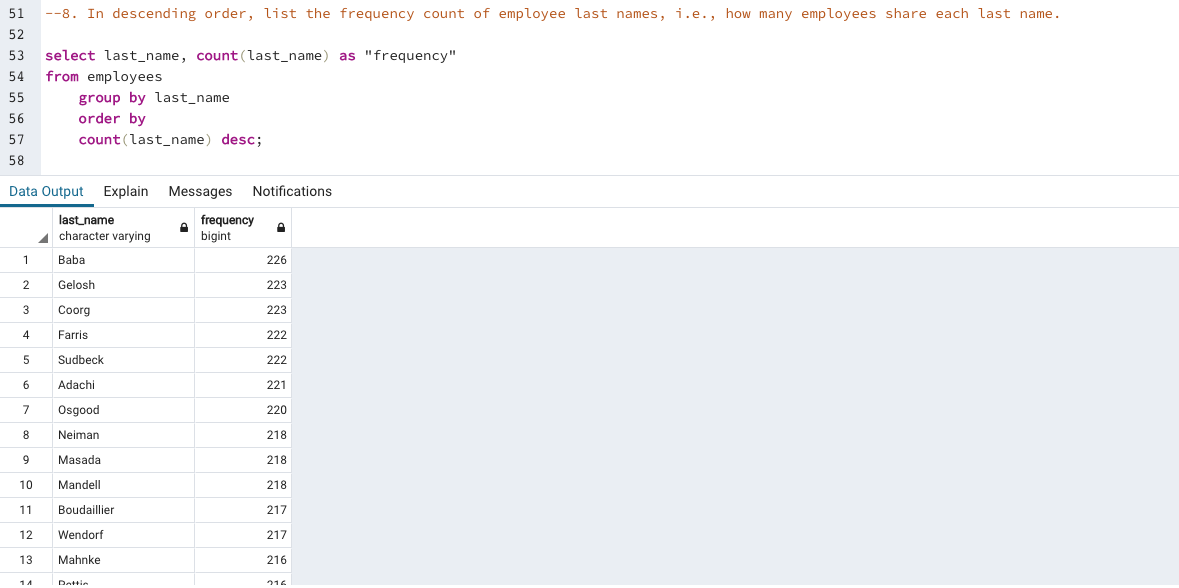 51 --8. In descending order, list the frequency count of employee last names, i.e., how many employees share each last name.
52
53 select last_name, count(last_name) as "frequency"
54 from employees
55 group by last_name
56 order by
57 count(last_name) desc;
58
Data Output Explain Messages Notifications
last_name frequency
character varying bigint
1 Baba 226
2 Gelosh 223
3 Coorg 223
4 Farris 222
5 Sudbeck 222
6 Adachi 221
7 Osgood 220
8 Neiman 218
9 Masada 218
10 Mandell 218
11 Boudaillier 217
12 Wendorf 217
13 Mahnke 216
14 Pettis 216